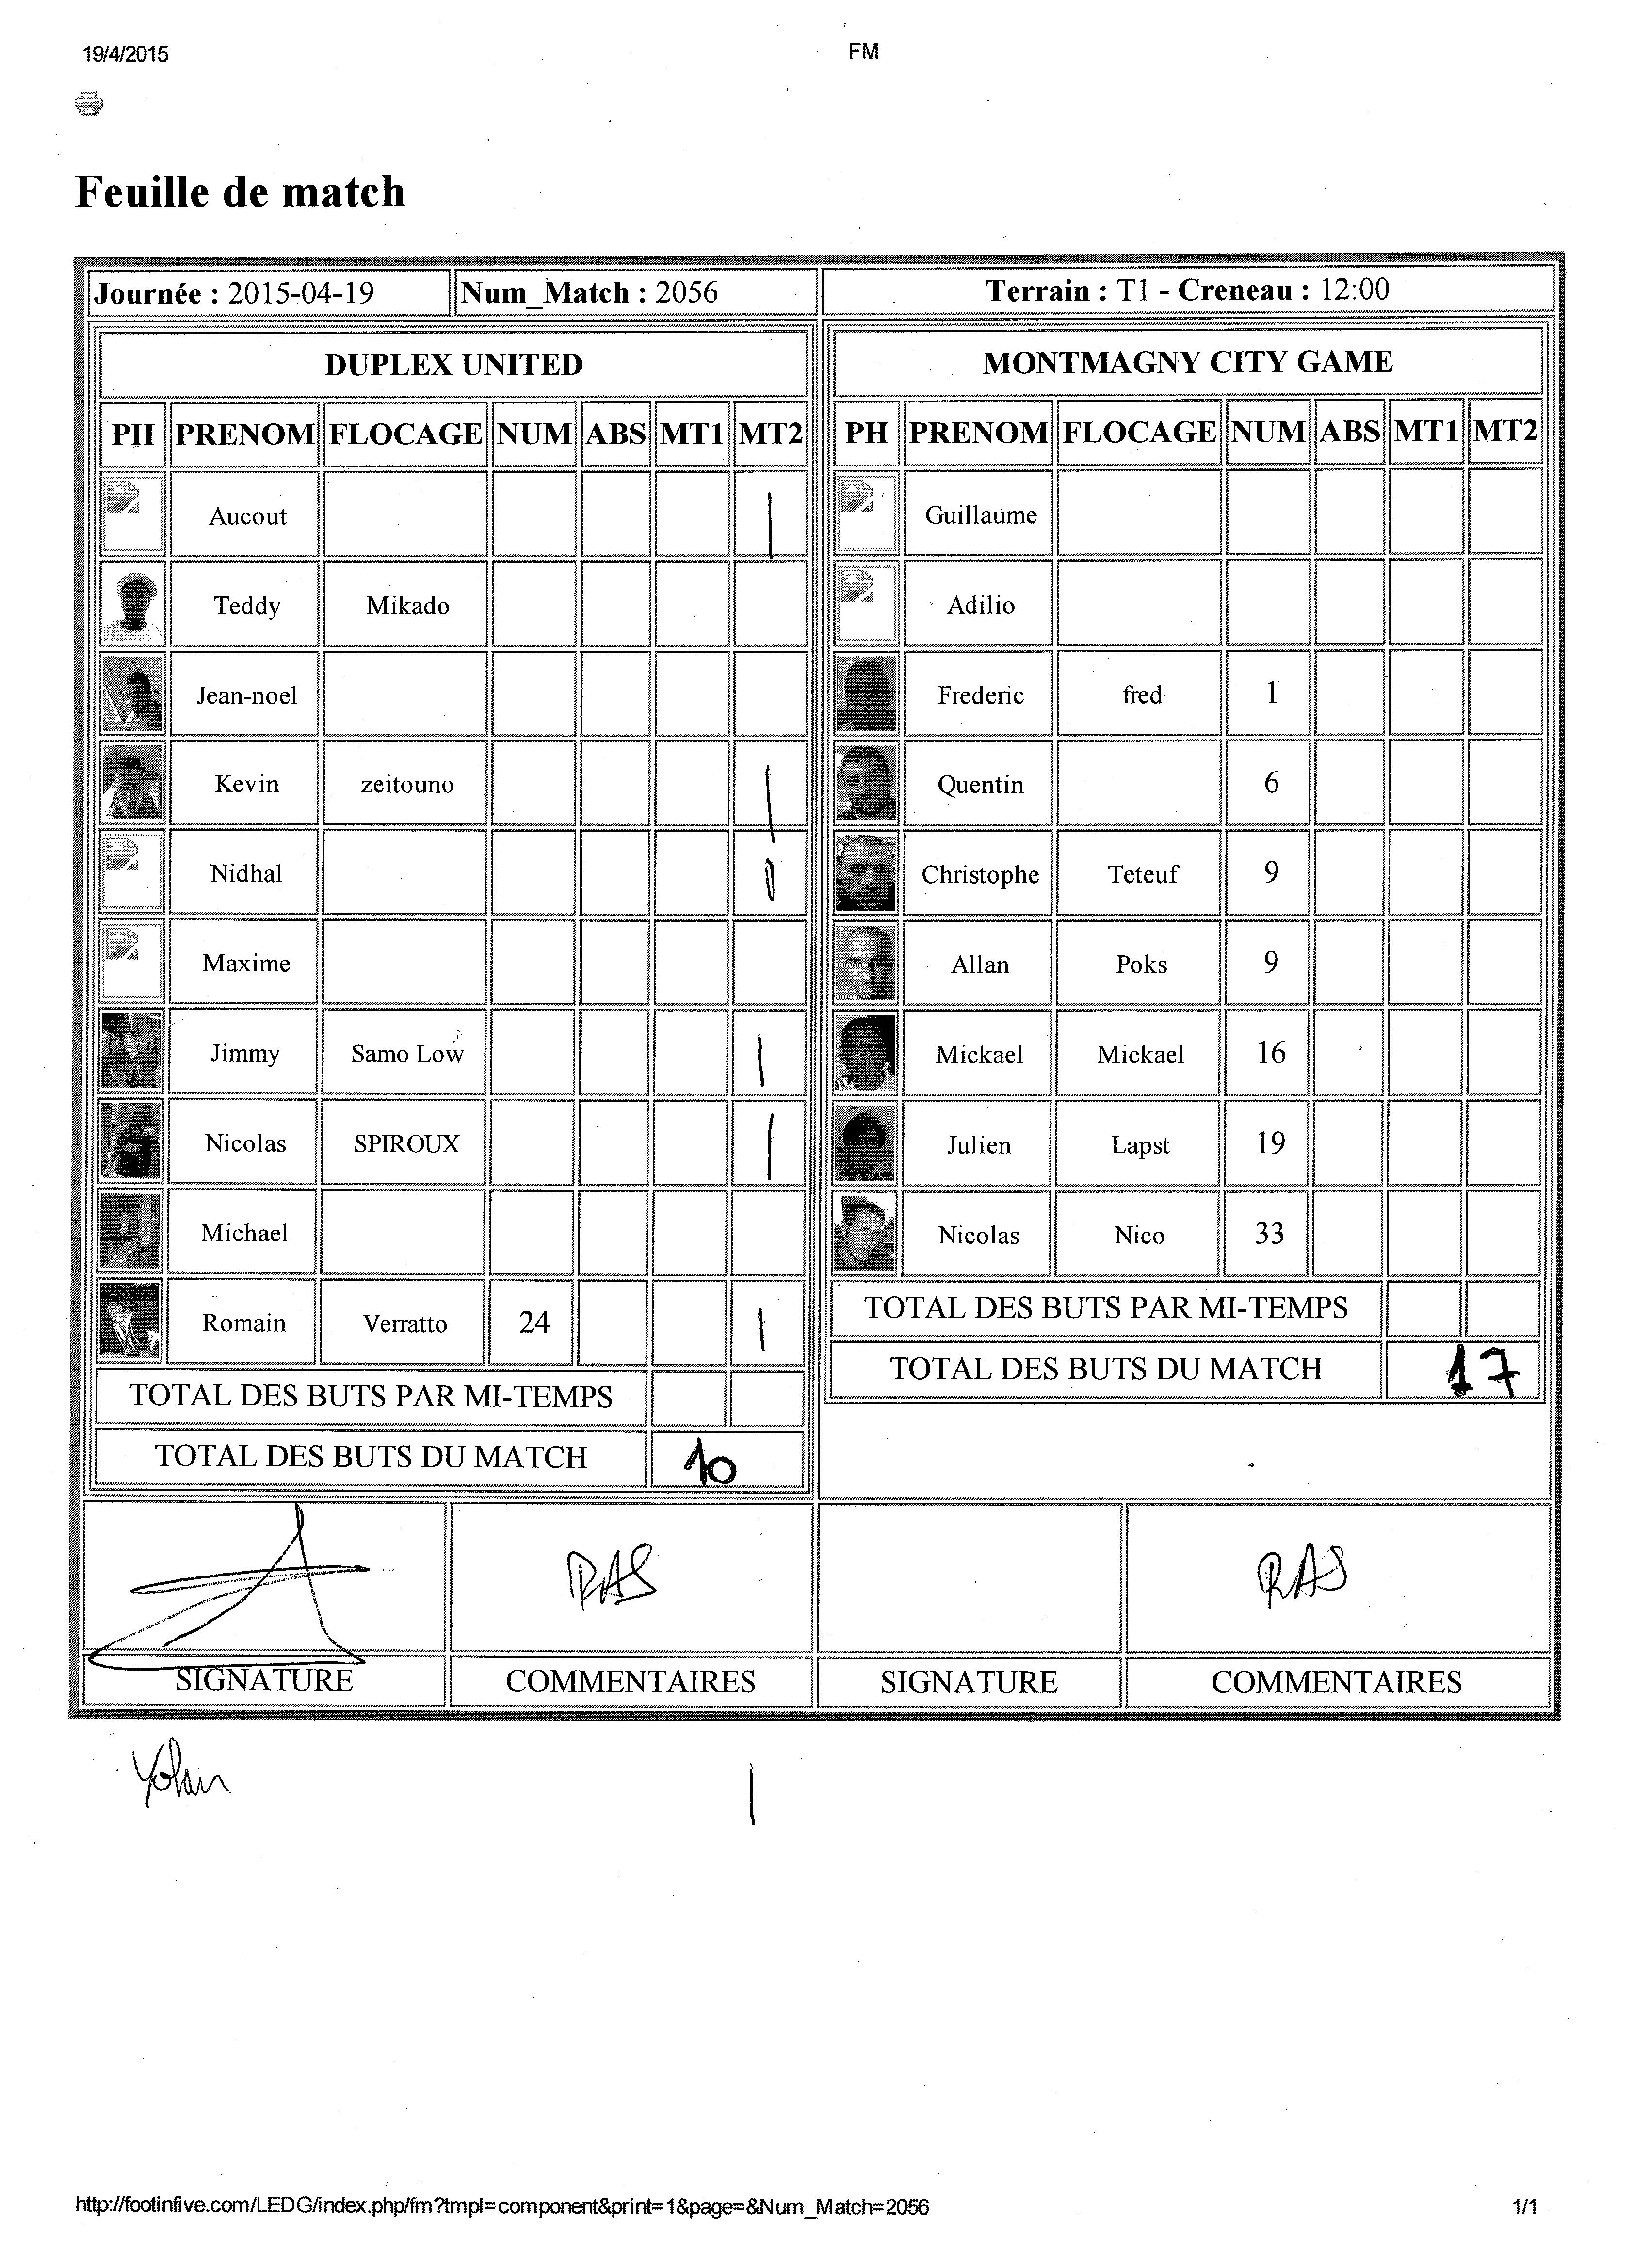 19/4/2015 FM
Feuille de match
Journée : 2015-04-19 Num_Match : 2056 Terrain : T1 - Creneau : 12:00
DUPLEX UNITED MONTMAGNY CITY GAME
PH PRENOM FLOCAGE NUM ABS MT1 MT2 PH PRENOM FLOCAGE NUM ABS MT1 MT2
Aucout | Guillaume
Teddy Mikado Adilio
Jean-noel Frederic fred 1
Kevin zeitouno | Quentin 6
Nidhal 0 Christophe Teteuf 9
Maxime Allan Poks 9
Jimmy Samo Low | Mickael Mickael 16
Nicolas SPIROUX | Julien Lapst 19
Michael Nicolas Nico 33
Romain Verratto 24 | TOTAL DES BUTS PAR MI-TEMPS
TOTAL DES BUTS DU MATCH 17
TOTAL DES BUTS PAR MI-TEMPS
TOTAL DES BUTS DU MATCH 10
RAS RAS
SIGNATURE COMMENTAIRES SIGNATURE COMMENTAIRES
Yohan |
http://footinfive.com/LEDG/index.php/fm?tmpl=component&print=1&page=&Num_Match=2056 1/1